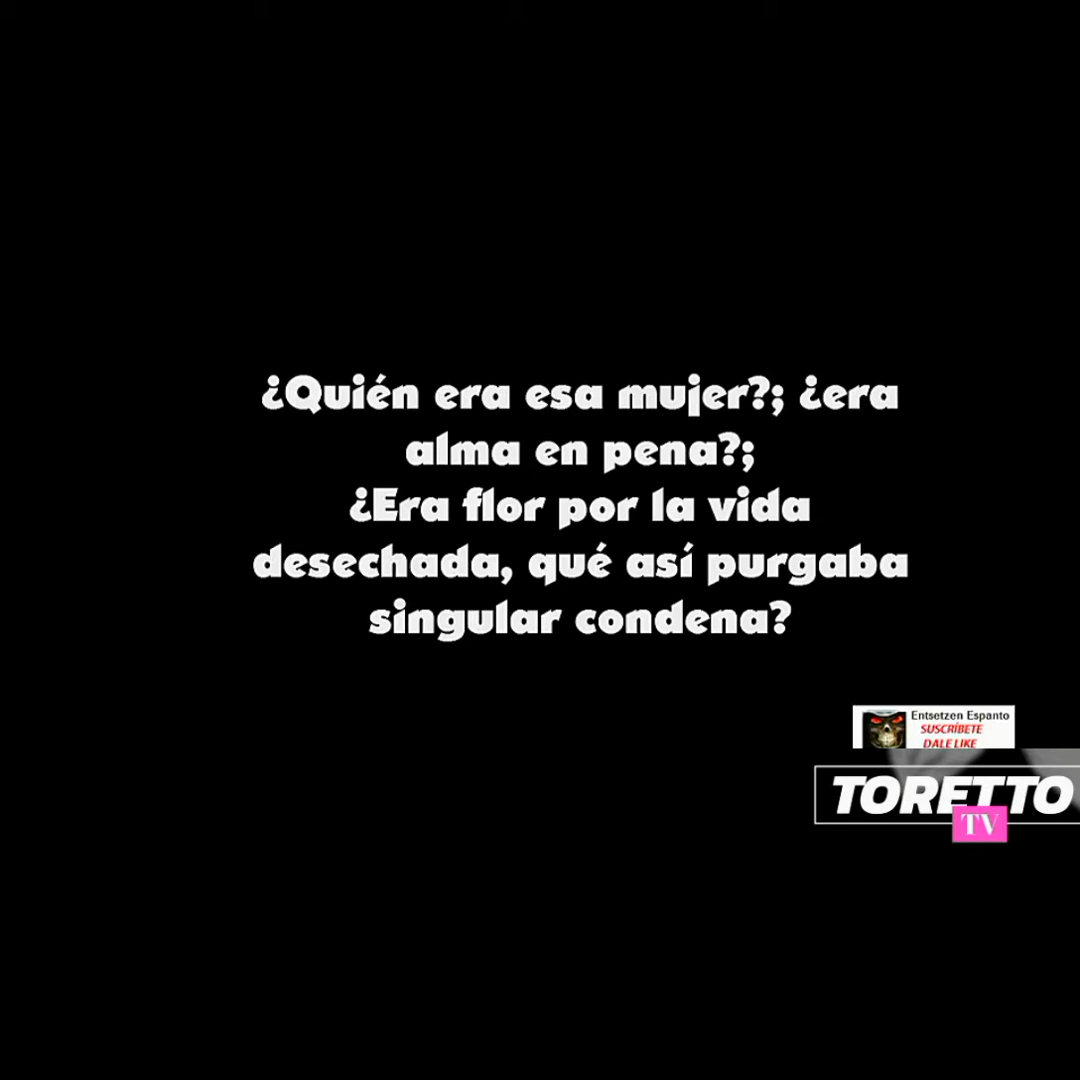 ¿Quién era esa mujer?; ¿era
alma en pena?;
¿Era flor por la vida
desechada, qué así purgaba
singular condena?
Entsetzen Espanto
SUSCRÍBETE
DALE LIKE
TORETTO
TV